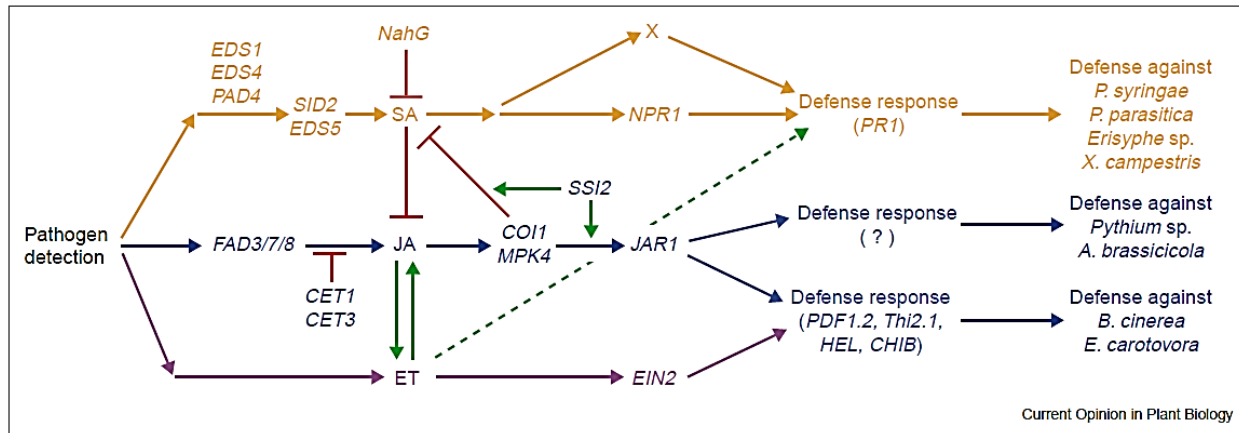 NahG
X
EDS1
EDS4
PAD4
SID2
EDS5
SA
NPR1
Defense response
(PR1)
Defense against
P. syringae
P. parasitica
Erisyphe sp.
X. campestris
SSI2
Pathogen
detection
FAD3/7/8
JA
COI1
MPK4
JAR1
Defense response
( ? )
Defense against
Pythium sp.
A. brassicicola
CET1
CET3
Defense response
(PDF1.2, Thi2.1,
HEL, CHIB)
Defense against
B. cinerea
E. carotovora
ET
EIN2
Current Opinion in Plant Biology